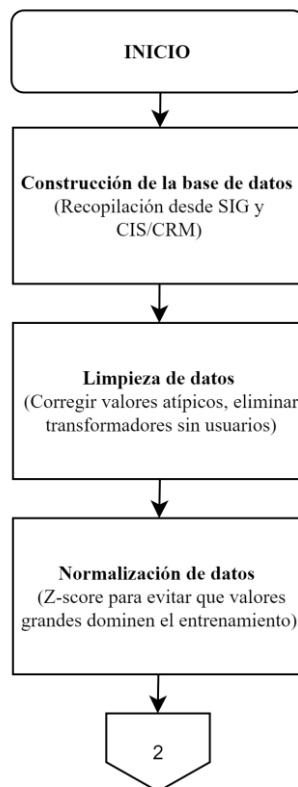 INICIO
Construcción de la base de datos
(Recopilación desde SIG y
CIS/CRM)
Limpieza de datos
(Corregir valores atípicos, eliminar
transformadores sin usuarios)
Normalización de datos
(Z-score para evitar que valores
grandes dominen el entrenamiento)
2